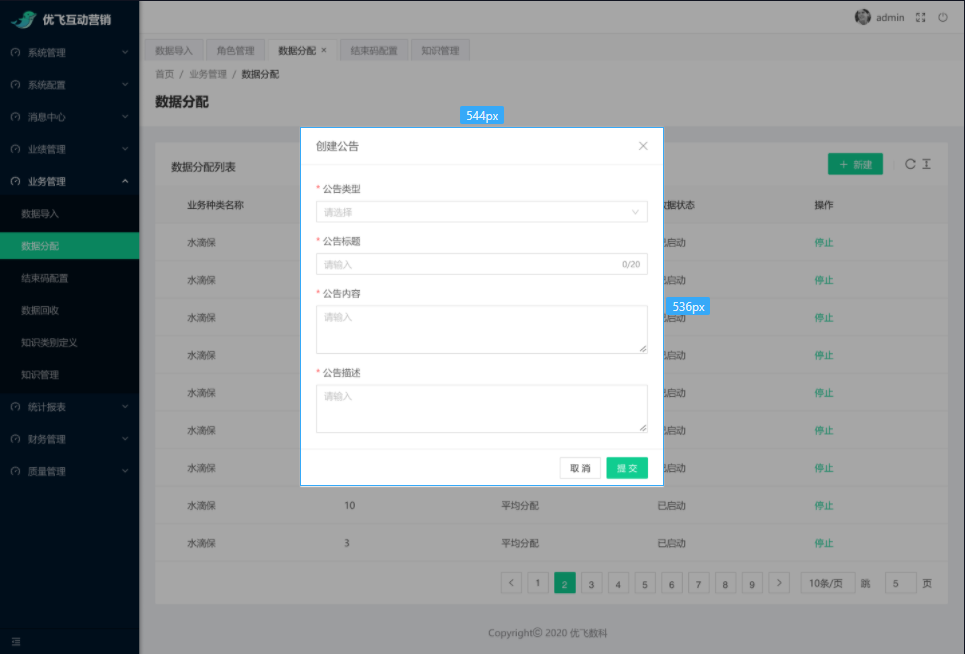 优飞互动营销
admin
系统管理
系统配置
消息中心
业绩管理
业务管理
数据导入
数据分配
结束码配置
数据回收
知识类别定义
知识管理
统计报表
财务管理
质量管理
数据导入 角色管理 数据分配 × 结束码配置 知识管理
首页 / 业务管理 / 数据分配
数据分配
544px
数据分配列表
+ 新建
业务种类名称 据状态 操作
水滴保 已启动 停止
水滴保 已启动 停止
水滴保 已启动 停止
水滴保 已启动 停止
水滴保 已启动 停止
水滴保 已启动 停止
水滴保 已启动 停止
水滴保 10 平均分配 已启动 停止
水滴保 3 平均分配 已启动 停止
创建公告
* 公告类型
请选择
* 公告标题
请输入 0/20
* 公告内容
请输入
536px
* 公告描述
请输入
取 消 提 交
< 1 2 3 4 5 6 7 8 9 > 10条/页 跳 5 页
Copyright© 2020 优飞数科